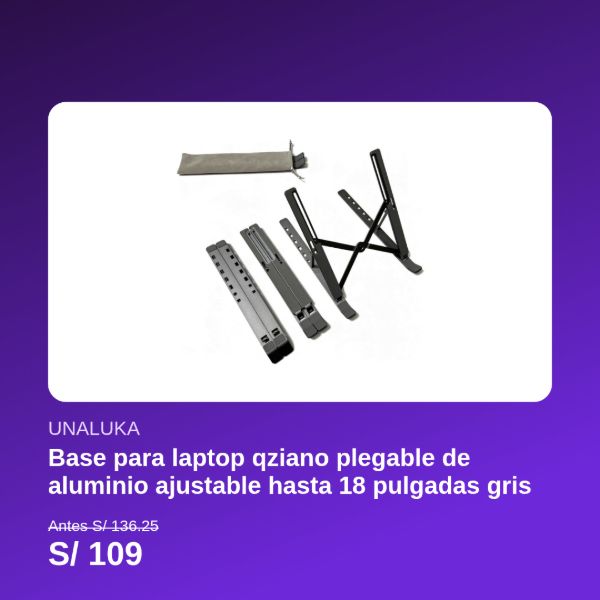 UNALUKA
Base para laptop qziano plegable de
aluminio ajustable hasta 18 pulgadas gris
Antes S/ 136.25
S/ 109